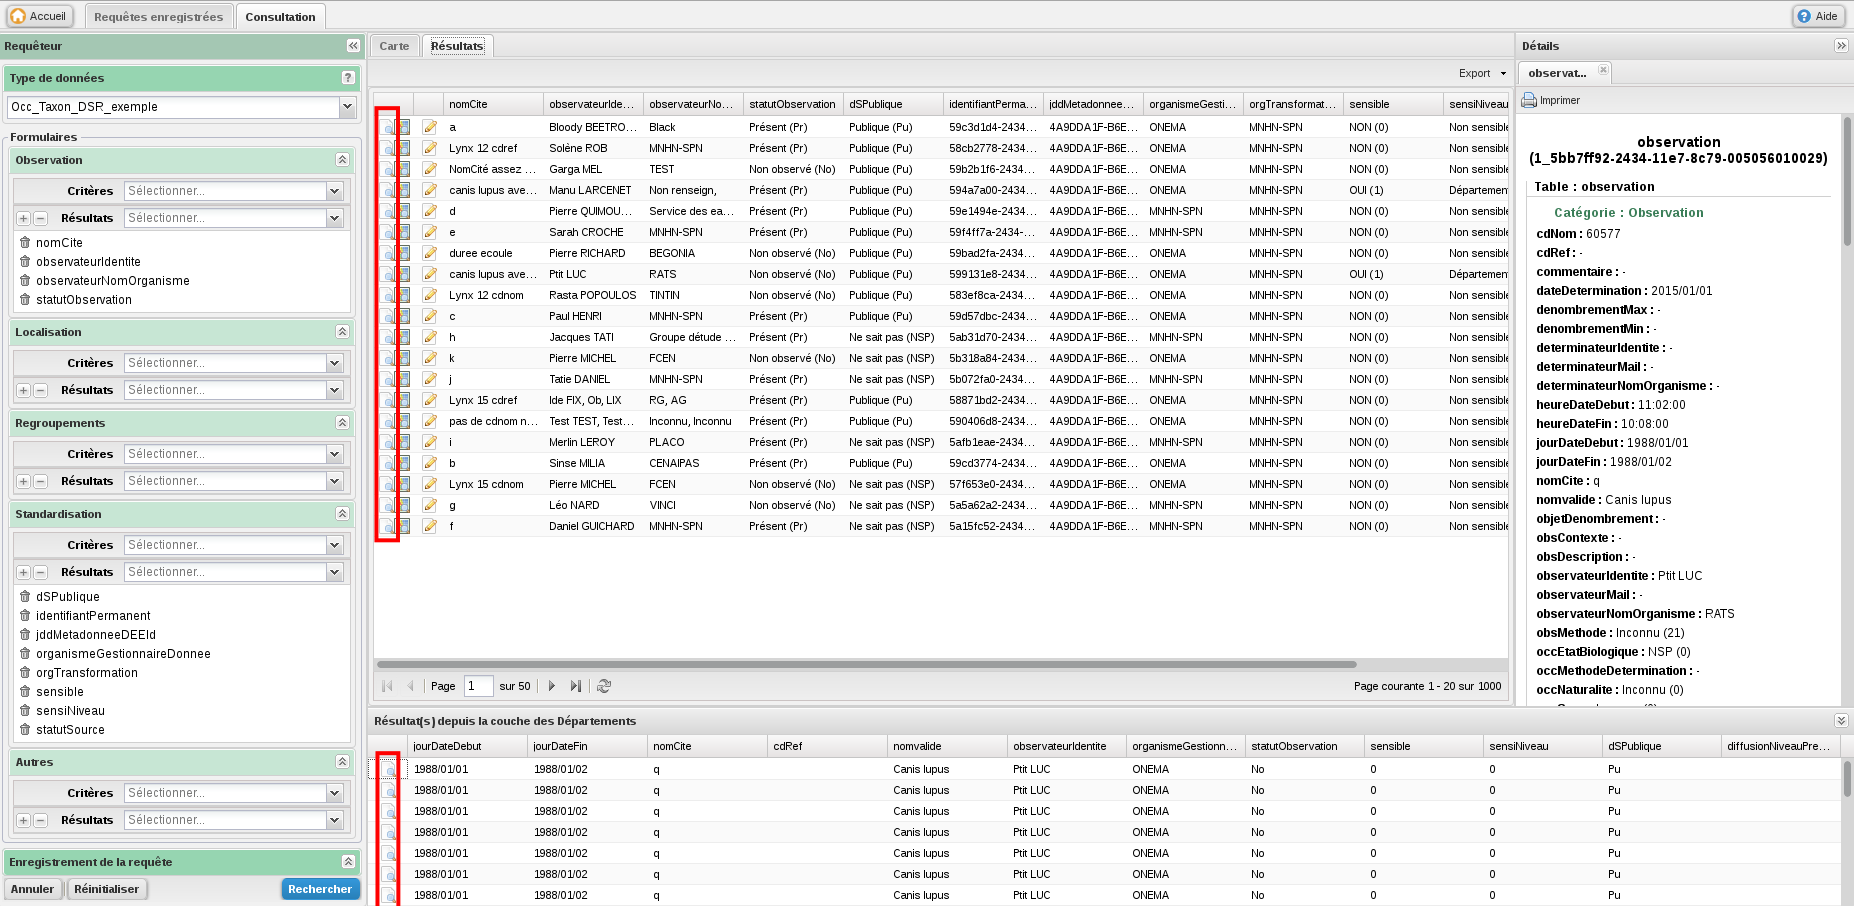 Accueil
Requêtes enregistrées
Consultation
Aide
Requêteur
Type de données
Occ_Taxon_DSR_exemple
Formulaires
Observation
Critères Sélectionner...
Résultats Sélectionner...
nomCite
observateurIdentite
observateurNomOrganisme
statutObservation
Localisation
Critères Sélectionner...
Résultats Sélectionner...
Regroupements
Critères Sélectionner...
Résultats Sélectionner...
Standardisation
Critères Sélectionner...
Résultats Sélectionner...
dSPublique
identifiantPermanent
jddMetadonneeDEEId
organismeGestionnaireDonnee
orgTransformation
sensible
sensiNiveau
statutSource
Autres
Critères Sélectionner...
Résultats Sélectionner...
Enregistrement de la requête
Annuler Réinitialiser Rechercher
Carte Résultats
Export
nomCite observateurIde... observateurNo... statutObservation dSPublique identifiantPerma... jddMetadonnee... organismeGesti... orgTransformat... sensible sensiNiveau
a Bloody BEETRO... Black Présent (Pr) Publique (Pu) 59c3d1d4-2434... 4A9DDA1F-B6E... ONEMA MNHN-SPN NON (0) Non sensible
Lynx 12 cdref Solène ROB MNHN-SPN Présent (Pr) Publique (Pu) 58cb2778-2434... 4A9DDA1F-B6E... ONEMA MNHN-SPN NON (0) Non sensible
NomCité assez ... Garga MEL TEST Non observé (No) Publique (Pu) 59b2b1f6-2434... 4A9DDA1F-B6E... ONEMA MNHN-SPN NON (0) Non sensible
canis lupus ave... Manu LARCENET Non renseign, Présent (Pr) Publique (Pu) 594a7a00-2434... 4A9DDA1F-B6E... ONEMA MNHN-SPN OUI (1) Département
d Pierre QUIMOU... Service des ea... Présent (Pr) Publique (Pu) 59e1494e-2434... 4A9DDA1F-B6E... MNHN-SPN MNHN-SPN NON (0) Non sensible
e Sarah CROCHE MNHN-SPN Présent (Pr) Publique (Pu) 59f4ff7a-2434-... 4A9DDA1F-B6E... MNHN-SPN MNHN-SPN NON (0) Non sensible
duree ecoule Pierre RICHARD BEGONIA Non observé (No) Publique (Pu) 59bad2fa-2434... 4A9DDA1F-B6E... ONEMA MNHN-SPN NON (0) Non sensible
canis lupus ave... Ptit LUC RATS Non observé (No) Publique (Pu) 599131e8-2434... 4A9DDA1F-B6E... ONEMA MNHN-SPN OUI (1) Département
Lynx 12 cdnom Rasta POPOULOS TINTIN Non observé (No) Publique (Pu) 583ef8ca-2434... 4A9DDA1F-B6E... ONEMA MNHN-SPN NON (0) Non sensible
c Paul HENRI MNHN-SPN Présent (Pr) Publique (Pu) 59d57dbc-2434... 4A9DDA1F-B6E... ONEMA MNHN-SPN NON (0) Non sensible
h Jacques TATI Groupe détude ... Présent (Pr) Ne sait pas (NSP) 5ab31d70-2434... 4A9DDA1F-B6E... MNHN-SPN MNHN-SPN NON (0) Non sensible
k Pierre MICHEL FCEN Non observé (No) Ne sait pas (NSP) 5b318a84-2434... 4A9DDA1F-B6E... ONEMA MNHN-SPN NON (0) Non sensible
j Tatie DANIEL MNHN-SPN Présent (Pr) Ne sait pas (NSP) 5b072fa0-2434... 4A9DDA1F-B6E... MNHN-SPN MNHN-SPN NON (0) Non sensible
Lynx 15 cdref Ide FIX, Ob, LIX RG, AG Présent (Pr) Ne sait pas (NSP) 58871bd2-2434... 4A9DDA1F-B6E... ONEMA MNHN-SPN NON (0) Non sensible
pas de cdnom n... Test TEST, Test... Inconnu, Inconnu Présent (Pr) Ne sait pas (NSP) 590406d8-2434... 4A9DDA1F-B6E... ONEMA MNHN-SPN NON (0) Non sensible
i Merlin LEROY PLACO Présent (Pr) Ne sait pas (NSP) 5afb1eae-2434... 4A9DDA1F-B6E... MNHN-SPN MNHN-SPN NON (0) Non sensible
b Sinse MILIA CENAIPAS Présent (Pr) Publique (Pu) 59cd3774-2434... 4A9DDA1F-B6E... ONEMA MNHN-SPN NON (0) Non sensible
Lynx 15 cdnom Pierre MICHEL FCEN Non observé (No) Ne sait pas (NSP) 57f653e0-2434... 4A9DDA1F-B6E... ONEMA MNHN-SPN NON (0) Non sensible
g Léo NARD VINCI Non observé (No) Ne sait pas (NSP) 5a5a62a2-2434... 4A9DDA1F-B6E... MNHN-SPN MNHN-SPN NON (0) Non sensible
f Daniel GUICHARD MNHN-SPN Présent (Pr) Ne sait pas (NSP) 5a15fc52-2434... 4A9DDA1F-B6E... MNHN-SPN MNHN-SPN NON (0) Non sensible
Page 1 sur 50
Page courante 1 - 20 sur 1000
Résultat(s) depuis la couche des Départements
jourDateDebut jourDateFin nomCite cdRef nomvalide observateurIdentite organismeGestionn... statutObservation sensible sensiNiveau dSPublique diffusionNiveauPre...
1988/01/01 1988/01/02 q Canis lupus Ptit LUC ONEMA No 0 0 Pu
1988/01/01 1988/01/02 q Canis lupus Ptit LUC ONEMA No 0 0 Pu
1988/01/01 1988/01/02 q Canis lupus Ptit LUC ONEMA No 0 0 Pu
1988/01/01 1988/01/02 q Canis lupus Ptit LUC ONEMA No 0 0 Pu
1988/01/01 1988/01/02 q Canis lupus Ptit LUC ONEMA No 0 0 Pu
1988/01/01 1988/01/02 q Canis lupus Ptit LUC ONEMA No 0 0 Pu
1988/01/01 1988/01/02 q Canis lupus Ptit LUC ONEMA No 0 0 Pu
Détails
observat...
Imprimer
observation
(1_5bb7ff92-2434-11e7-8c79-005056010029)
Table : observation
Catégorie : Observation
cdNom : 60577
cdRef : -
commentaire : -
dateDetermination : 2015/01/01
denombrementMax : -
denombrementMin : -
determinateurIdentite : -
determinateurMail : -
determinateurNomOrganisme : -
heureDateDebut : 11:02:00
heureDateFin : 10:08:00
jourDateDebut : 1988/01/01
jourDateFin : 1988/01/02
nomCite : q
nomvalide : Canis lupus
objetDenombrement : -
obsContexte : -
obsDescription : -
observateurIdentite : Ptit LUC
observateurMail : -
observateurNomOrganisme : RATS
obsMethode : Inconnu (21)
occEtatBiologique : NSP (0)
occMethodeDetermination : -
occNaturalite : Inconnu (0)